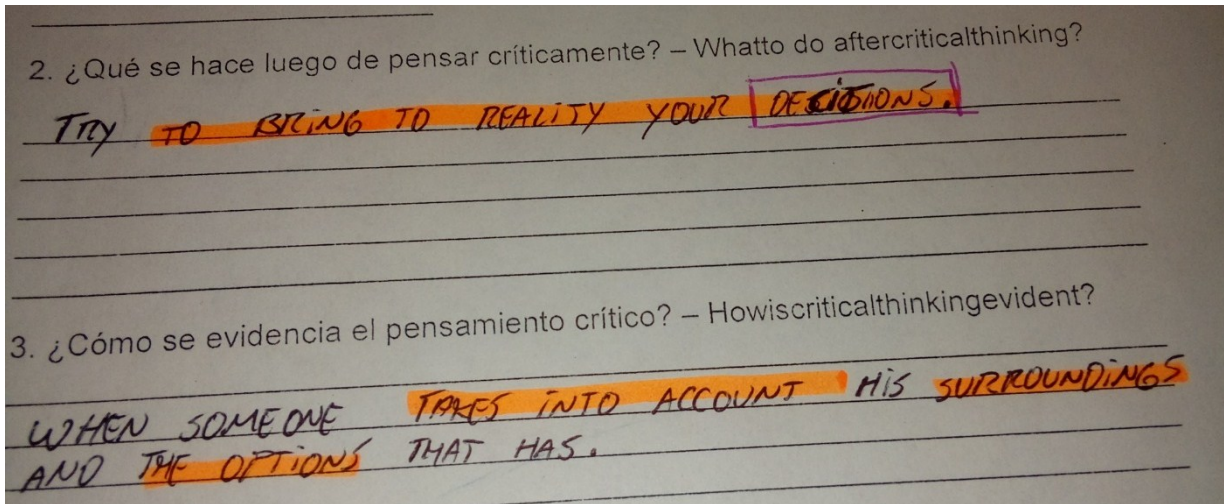 2. ¿Qué se hace luego de pensar críticamente? – Whatto do aftercriticalthinking?
TRY TO BRING TO REALITY YOUR DECISIONS.
3. ¿Cómo se evidencia el pensamiento crítico? – Howiscriticalthinkingevident?
WHEN SOMEONE TAKES INTO ACCOUNT HIS SURROUNDINGS
AND THE OPTIONS THAT HAS.